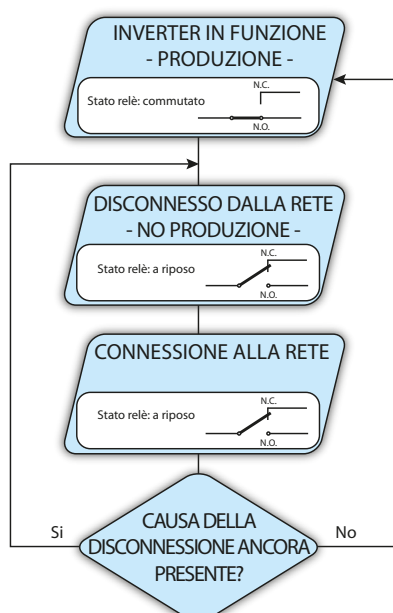 INVERTER IN FUNZIONE
- PRODUZIONE -
N.C.
Stato relè: commutato
N.O.
DISCONNESSO DALLA RETE
- NO PRODUZIONE -
N.C.
Stato relè: a riposo
N.O.
CONNESSIONE ALLA RETE
N.C.
Stato relè: a riposo
N.O.
Si
No
CAUSA DELLA
DISCONNESSIONE ANCORA
PRESENTE?